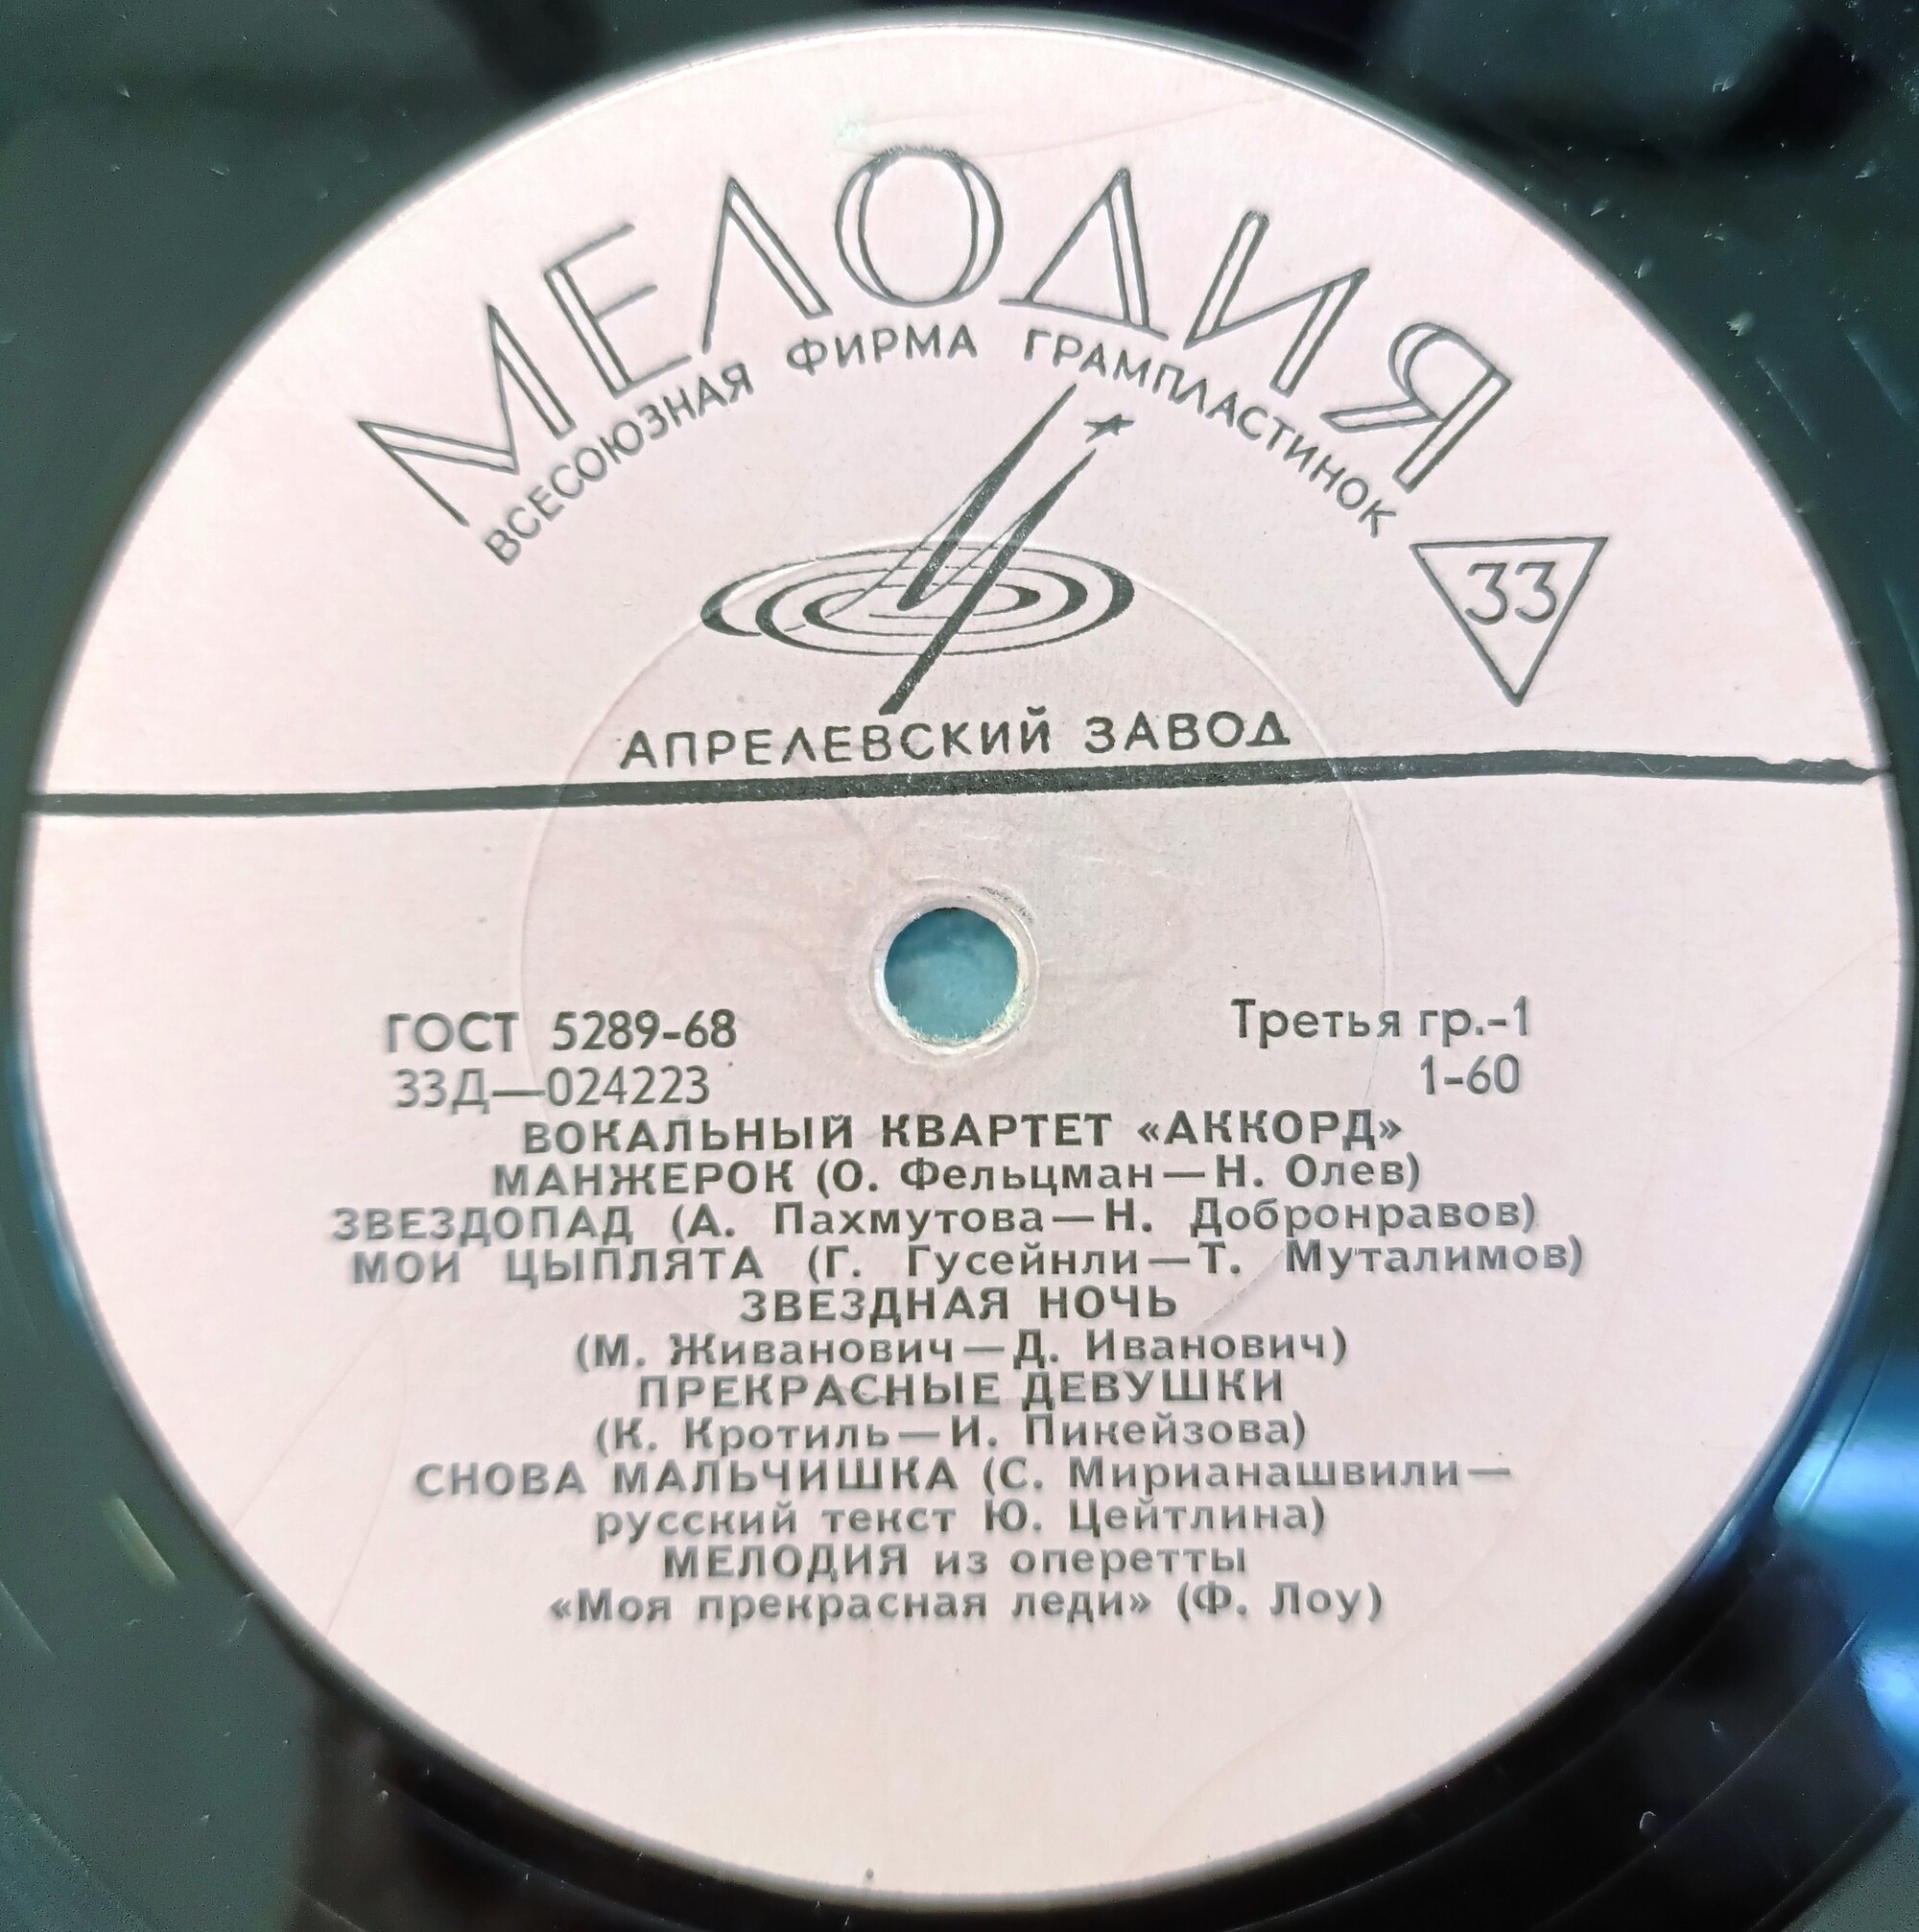 МЕЛОДИЯ
ВСЕСОЮЗНАЯ ФИРМА ГРАМПЛАСТИНОК
33
АПРЕЛЕВСКИЙ ЗАВОД
ГОСТ 5289-68
Третья гр.-1
33Д—024223
1-60
ВОКАЛЬНЫЙ КВАРТЕТ «АККОРД»
МАНЖЕРОК (О. Фельцман—Н. Олев)
ЗВЕЗДОПАД (А. Пахмутова—Н. Добронравов)
МОИ ЦЫПЛЯТА (Г. Гусейнли—Т. Муталимов)
ЗВЕЗДНАЯ НОЧЬ
(М. Живанович—Д. Иванович)
ПРЕКРАСНЫЕ ДЕВУШКИ
(К. Кротиль—И. Пикейзова)
СНОВА МАЛЬЧИШКА (С. Мирианашвили—
русский текст Ю. Цейтлина)
МЕЛОДИЯ из оперетты
«Моя прекрасная леди» (Ф. Лоу)